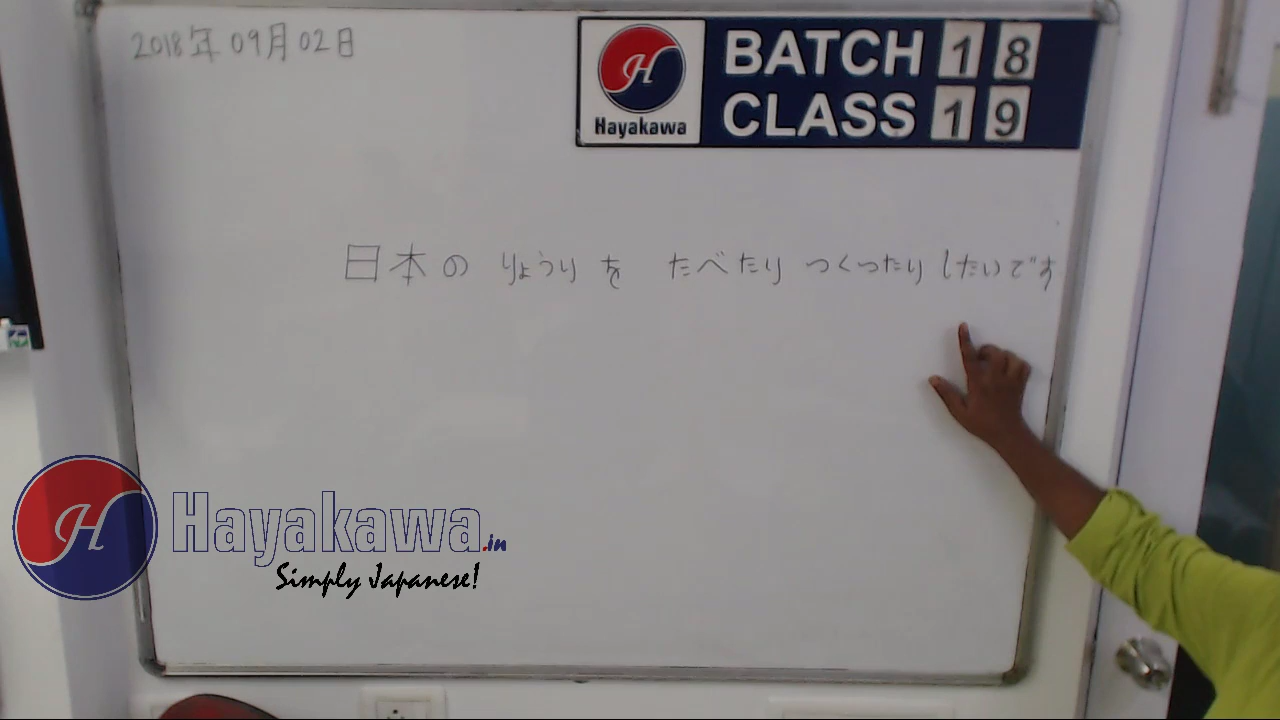 2018年09月02日
H
Hayakawa
BATCH 18
CLASS 19
日本の りょうりを たべたり つくったり したいです
H
Hayakawa.in
Simply Japanese!